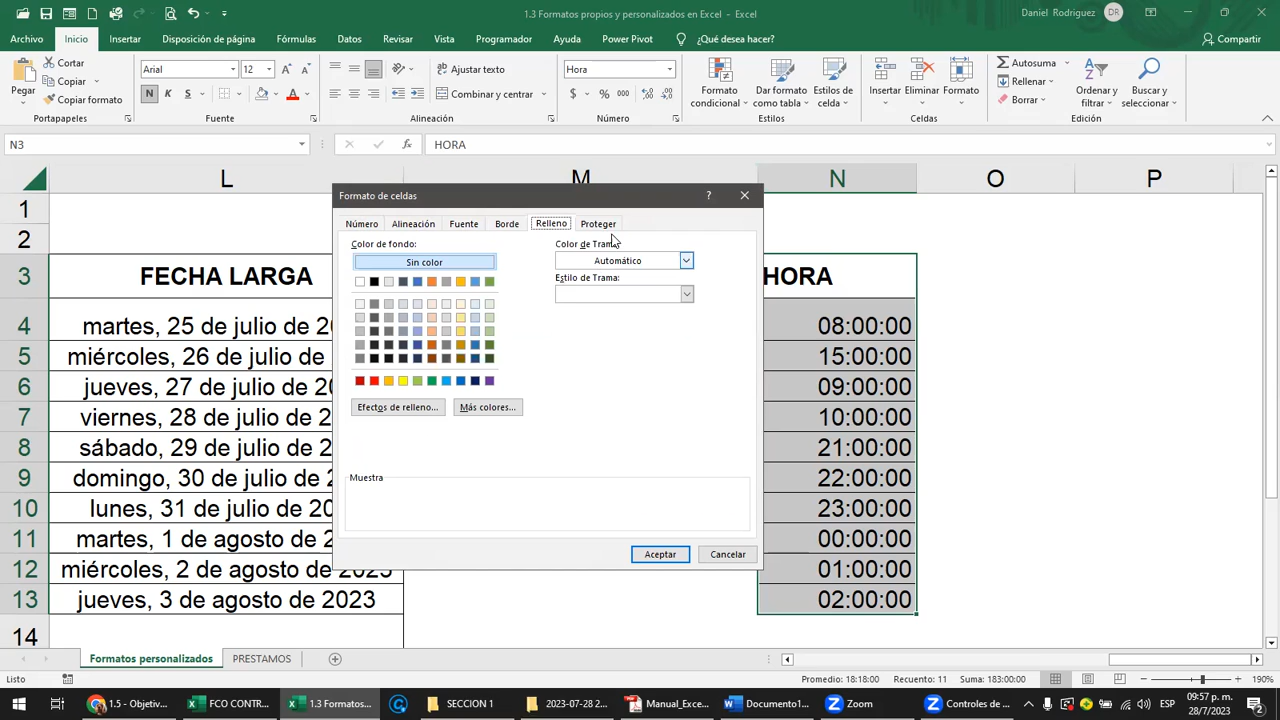 1.3 Formatos propios y personalizados en Excel - Excel
Daniel Rodriguez DR
Archivo Inicio Insertar Disposición de página Fórmulas Datos Revisar Vista Programador Ayuda Power Pivot ¿Qué desea hacer? Compartir
Pegar
Cortar
Copiar
Copiar formato
Portapapeles
Arial 12
N K S
Fuente
Ajustar texto
Combinar y centrar
Alineación
Hora
$ % 000
Número
Formato condicional
Dar formato como tabla
Estilos de celda
Estilos
Insertar Eliminar Formato
Celdas
Autosuma
Rellenar
Borrar
Ordenar y filtrar
Buscar y seleccionar
Edición
N3 fx HORA
L M N O P
1
2
3 FECHA LARGA HORA
4 martes, 25 de julio de 20 08:00:00
5 miércoles, 26 de julio de 15:00:00
6 jueves, 27 de julio de 2 09:00:00
7 viernes, 28 de julio de 2 10:00:00
8 sábado, 29 de julio de 2 21:00:00
9 domingo, 30 de julio de 2 22:00:00
10 lunes, 31 de julio de 20 23:00:00
11 martes, 1 de agosto de 20 00:00:00
12 miércoles, 2 de agosto de 2023 01:00:00
13 jueves, 3 de agosto de 2023 02:00:00
14
Formato de celdas ?
Número Alineación Fuente Borde Relleno Proteger
Color de fondo:
Sin color
Efectos de relleno... Más colores...
Color de Trama:
Automático
Estilo de Trama:
Muestra
Aceptar Cancelar
Formatos personalizados PRESTAMOS
Listo Promedio: 18:18:00 Recuento: 11 Suma: 183:00:00 190%
1.5 - Objetiv... FCO CONTR... 1.3 Formatos... SECCION 1 2023-07-28 2... Manual_Exce... Documento1... Zoom Controles de ... ESP
09:57 p. m.
28/7/2023